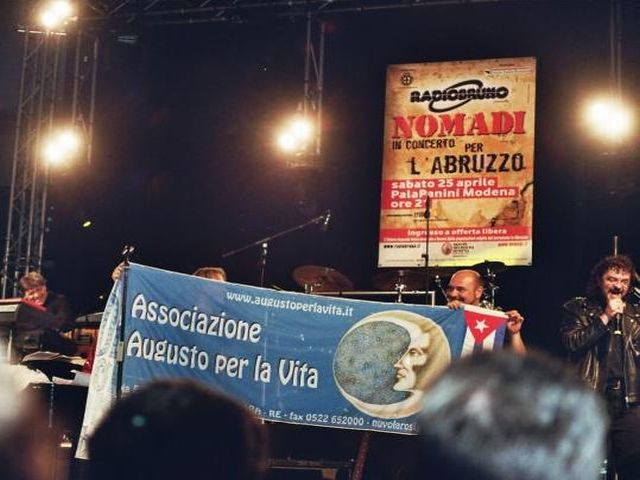 RADIOBRUNO
NOMADI
IN CONCERTO PER
L'ABRUZZO
sabato 25 aprile
PalaPanini Modena
ore 21
ingresso a offerta libera
www.augustoperlavita.it
Associazione
Augusto per la Vita
RE - fax 0522 652000 - nuvolaros